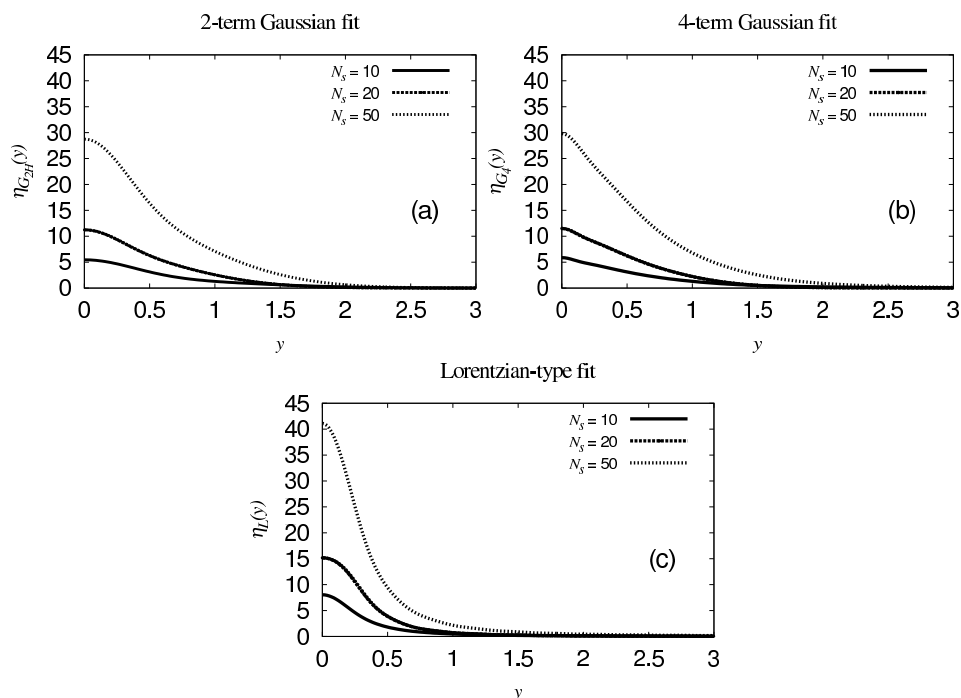 2-term Gaussian fit
45
40
35
30
25
20
15
10
5
0
η_{G_{2H}}(y)
N_s = 10
N_s = 20
N_s = 50
(a)
0 0.5 1 1.5 2 2.5 3
y
4-term Gaussian fit
45
40
35
30
25
20
15
10
5
0
η_{G_4}(y)
N_s = 10
N_s = 20
N_s = 50
(b)
0 0.5 1 1.5 2 2.5 3
y
Lorentzian-type fit
45
40
35
30
25
20
15
10
5
0
η_L(y)
N_s = 10
N_s = 20
N_s = 50
(c)
0 0.5 1 1.5 2 2.5 3
y